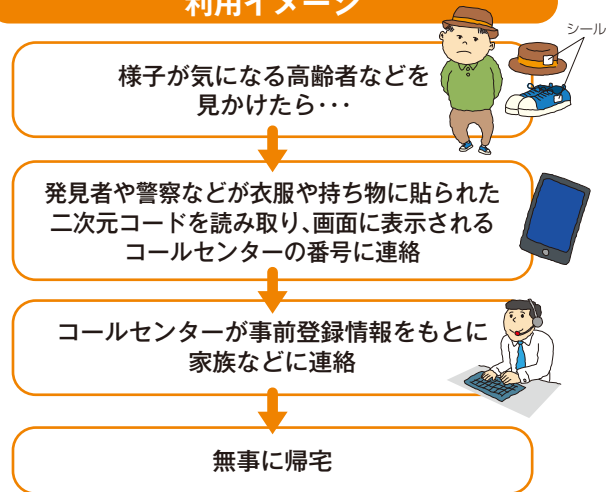 利用イメージ
シール
様子が気になる高齢者などを
見かけたら･･･
発見者や警察などが衣服や持ち物に貼られた
二次元コードを読み取り、画面に表示される
コールセンターの番号に連絡
コールセンターが事前登録情報をもとに
家族などに連絡
無事に帰宅